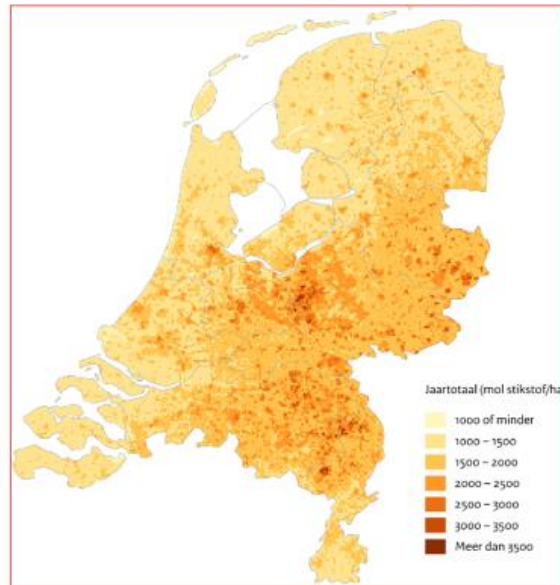 Jaartotaal (mol stikstof/ha
1000 of minder
1000 – 1500
1500 – 2000
2000 – 2500
2500 – 3000
3000 – 3500
Meer dan 3500